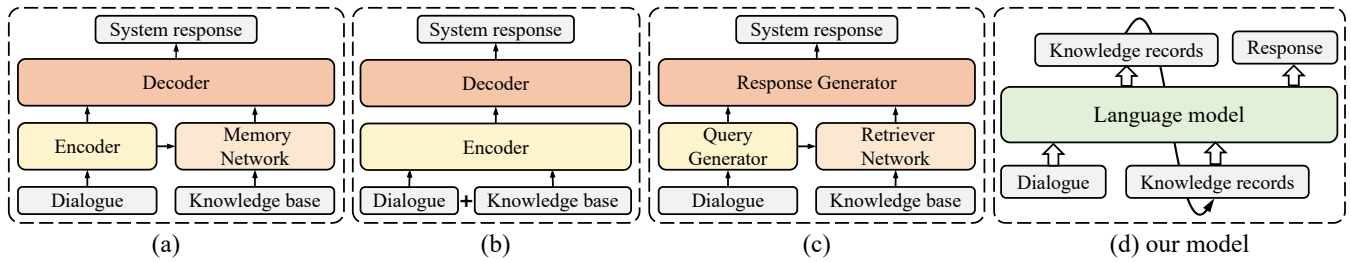 System response
Decoder
Encoder
Memory
Network
Dialogue
Knowledge base
(a)
System response
Decoder
Encoder
Dialogue
+
Knowledge base
(b)
System response
Response Generator
Query
Generator
Retriever
Network
Dialogue
Knowledge base
(c)
Knowledge records
Response
Language model
Dialogue
Knowledge records
(d) our model